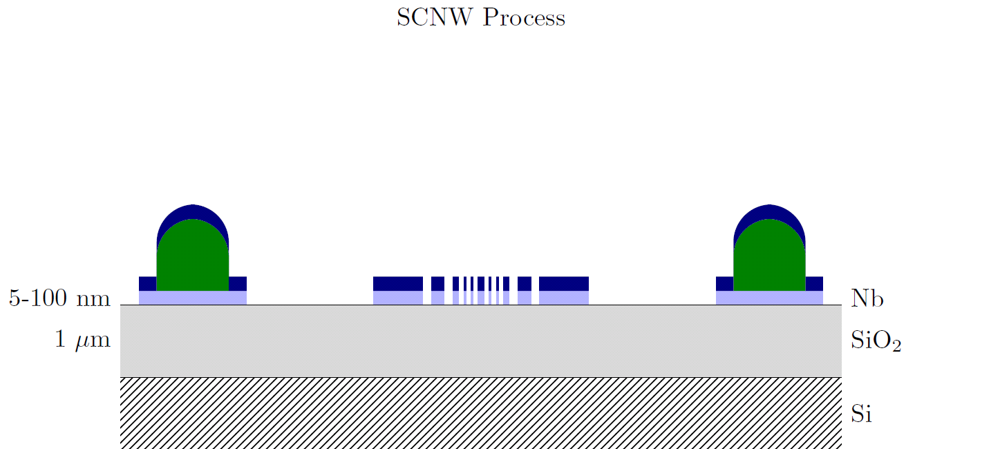 SCNW Process
5-100 nm
Nb
1 μm
SiO₂
Si